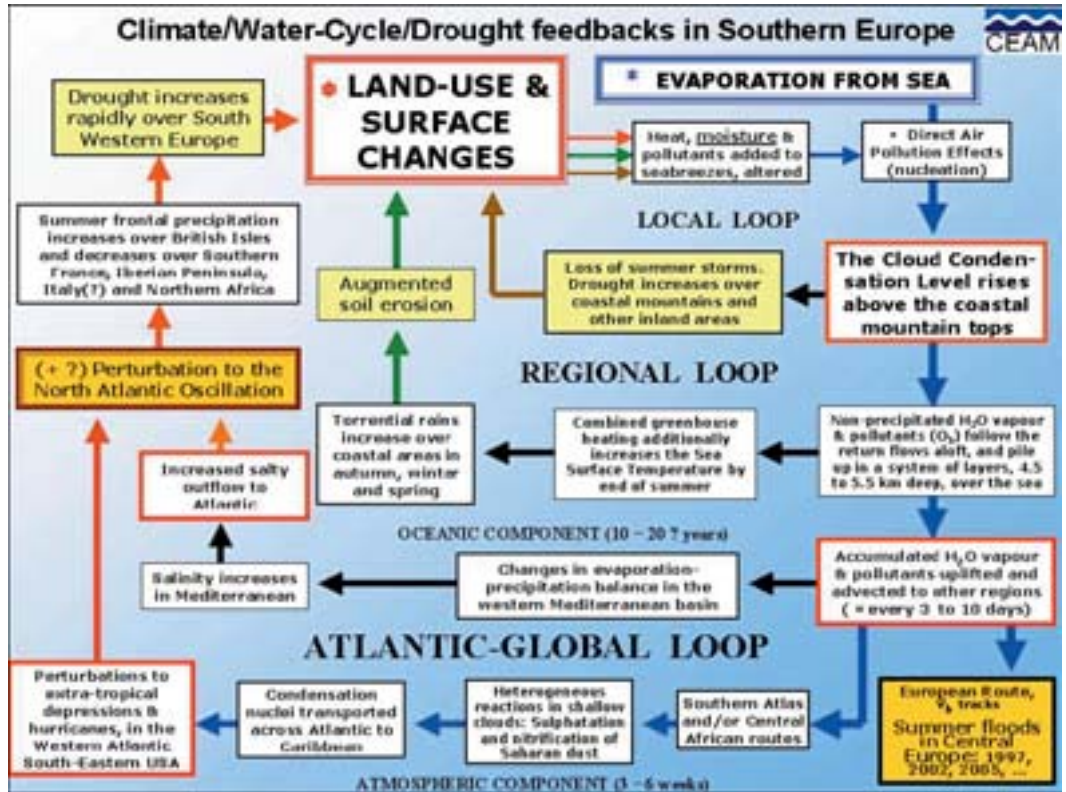 Climate/Water-Cycle/Drought feedbacks in Southern Europe
CEAM
Drought increases
rapidly over South
Western Europe
* LAND-USE &
SURFACE
CHANGES
* EVAPORATION FROM SEA
Heat, moisture &
pollutants added to
seabreezes, altered
• Direct Air
Pollution Effects
(nucleation)
LOCAL LOOP
Summer frontal precipitation
increases over British Isles
and decreases over Southern
France, Iberian Peninsula,
Italy(?) and Northern Africa
Augmented
soil erosion
Loss of summer storms.
Drought increases over
coastal mountains and
other inland areas
The Cloud Conden-
sation Level rises
above the coastal
mountain tops
REGIONAL LOOP
(+ ?) Perturbation to the
North Atlantic Oscillation
Torrential rains
increase over
coastal areas in
autumn, winter
and spring
Combined greenhouse
heating additionally
increases the Sea
Surface Temperature by
end of summer
Non-precipitated H₂O vapour
& pollutants (O₃) follow the
return flows aloft, and pile
up in a system of layers, 4.5
to 5.5 km deep, over the sea
Increased salty
outflow to
Atlantic
OCEANIC COMPONENT (10 – 20 ? years)
Salinity increases
in Mediterranean
Changes in evaporation-
precipitation balance in the
western Mediterranean basin
Accumulated H₂O vapour
& pollutants uplifted and
advected to other regions
( = every 3 to 10 days)
ATLANTIC-GLOBAL LOOP
Perturbations to
extra-tropical
depressions &
hurricanes, in the
Western Atlantic
South-Eastern USA
Condensation
nuclei transported
across Atlantic to
Caribbean
Heterogeneous
reactions in shallow
clouds: Sulphatation
and nitrification of
Saharan dust
Southern Atlas
and/or Central
African routes
European Route,
tracks
Summer floods
in Central
Europe: 1997,
2002, 2005, ...
ATMOSPHERIC COMPONENT (3 – 6 weeks)